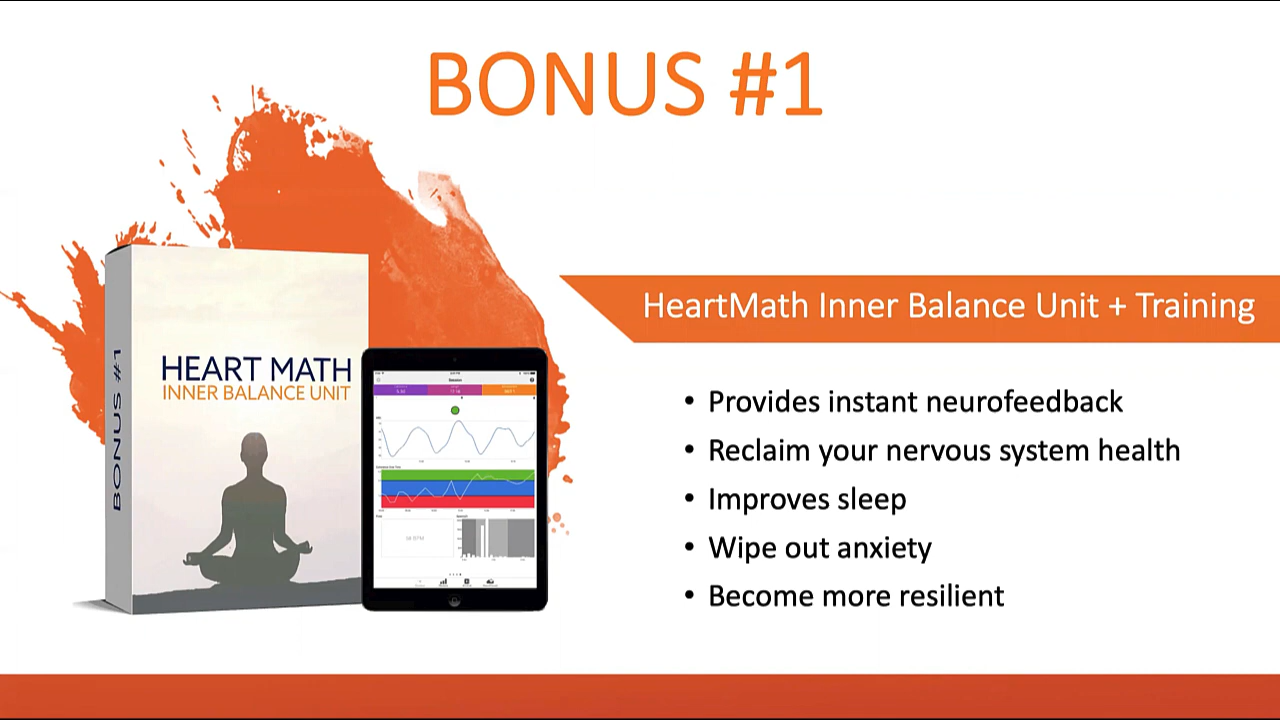 BONUS #1
HeartMath Inner Balance Unit + Training
• Provides instant neurofeedback
• Reclaim your nervous system health
• Improves sleep
• Wipe out anxiety
• Become more resilient
BONUS #1
HEART MATH
INNER BALANCE UNIT
Session